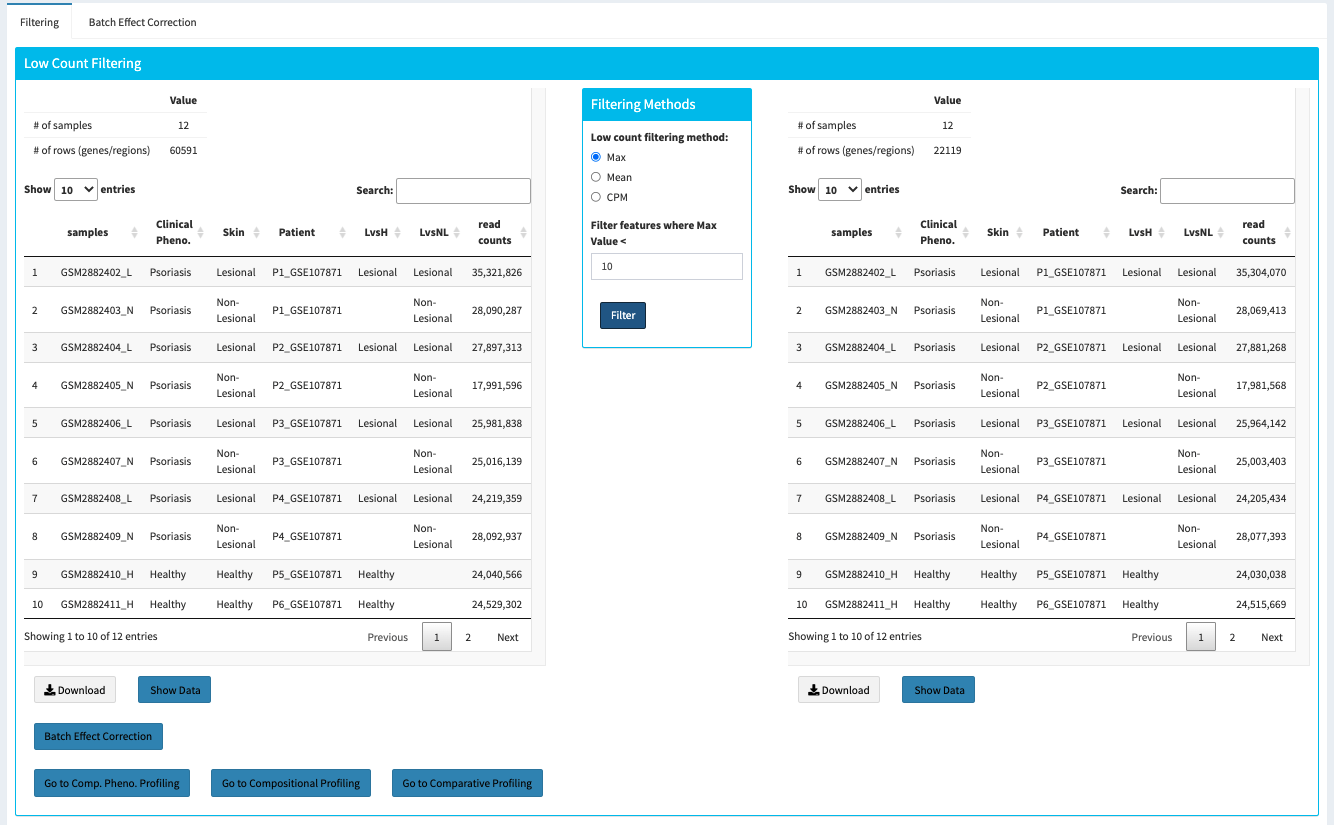 Filtering Batch Effect Correction
Low Count Filtering
Value
# of samples 12
# of rows (genes/regions) 60591
Show 10 entries Search:
samples Clinical Pheno. Skin Patient LvsH LvsNL read counts
1 GSM2882402_L Psoriasis Lesional P1_GSE107871 Lesional Lesional 35,321,826
2 GSM2882403_N Psoriasis Non-Lesional P1_GSE107871 Non-Lesional 28,090,287
3 GSM2882404_L Psoriasis Lesional P2_GSE107871 Lesional Lesional 27,897,313
4 GSM2882405_N Psoriasis Non-Lesional P2_GSE107871 Non-Lesional 17,991,596
5 GSM2882406_L Psoriasis Lesional P3_GSE107871 Lesional Lesional 25,981,838
6 GSM2882407_N Psoriasis Non-Lesional P3_GSE107871 Non-Lesional 25,016,139
7 GSM2882408_L Psoriasis Lesional P4_GSE107871 Lesional Lesional 24,219,359
8 GSM2882409_N Psoriasis Non-Lesional P4_GSE107871 Non-Lesional 28,092,937
9 GSM2882410_H Healthy Healthy P5_GSE107871 Healthy 24,040,566
10 GSM2882411_H Healthy Healthy P6_GSE107871 Healthy 24,529,302
Showing 1 to 10 of 12 entries Previous 1 2 Next
Download Show Data
Batch Effect Correction
Go to Comp. Pheno. Profiling Go to Compositional Profiling Go to Comparative Profiling
Filtering Methods
Low count filtering method:
Max
Mean
CPM
Filter features where Max
Value <
10
Filter
Value
# of samples 12
# of rows (genes/regions) 22119
Show 10 entries Search:
samples Clinical Pheno. Skin Patient LvsH LvsNL read counts
1 GSM2882402_L Psoriasis Lesional P1_GSE107871 Lesional Lesional 35,304,070
2 GSM2882403_N Psoriasis Non-Lesional P1_GSE107871 Non-Lesional 28,069,413
3 GSM2882404_L Psoriasis Lesional P2_GSE107871 Lesional Lesional 27,881,268
4 GSM2882405_N Psoriasis Non-Lesional P2_GSE107871 Non-Lesional 17,981,568
5 GSM2882406_L Psoriasis Lesional P3_GSE107871 Lesional Lesional 25,964,142
6 GSM2882407_N Psoriasis Non-Lesional P3_GSE107871 Non-Lesional 25,003,403
7 GSM2882408_L Psoriasis Lesional P4_GSE107871 Lesional Lesional 24,205,434
8 GSM2882409_N Psoriasis Non-Lesional P4_GSE107871 Non-Lesional 28,077,393
9 GSM2882410_H Healthy Healthy P5_GSE107871 Healthy 24,030,038
10 GSM2882411_H Healthy Healthy P6_GSE107871 Healthy 24,515,669
Showing 1 to 10 of 12 entries Previous 1 2 Next
Download Show Data